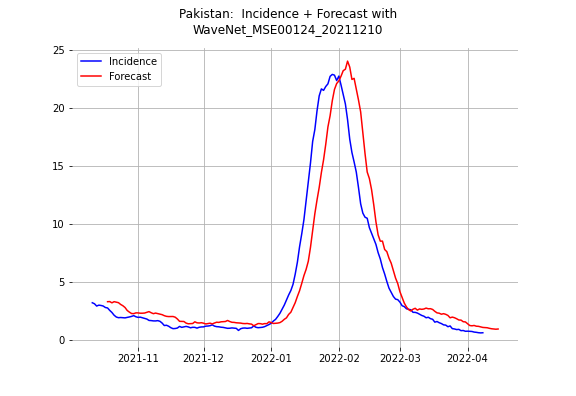 Pakistan: Incidence + Forecast with
WaveNet_MSE00124_20211210
25
Incidence
Forecast
20
15
10
5
0
2021-11 2021-12 2022-01 2022-02 2022-03 2022-04